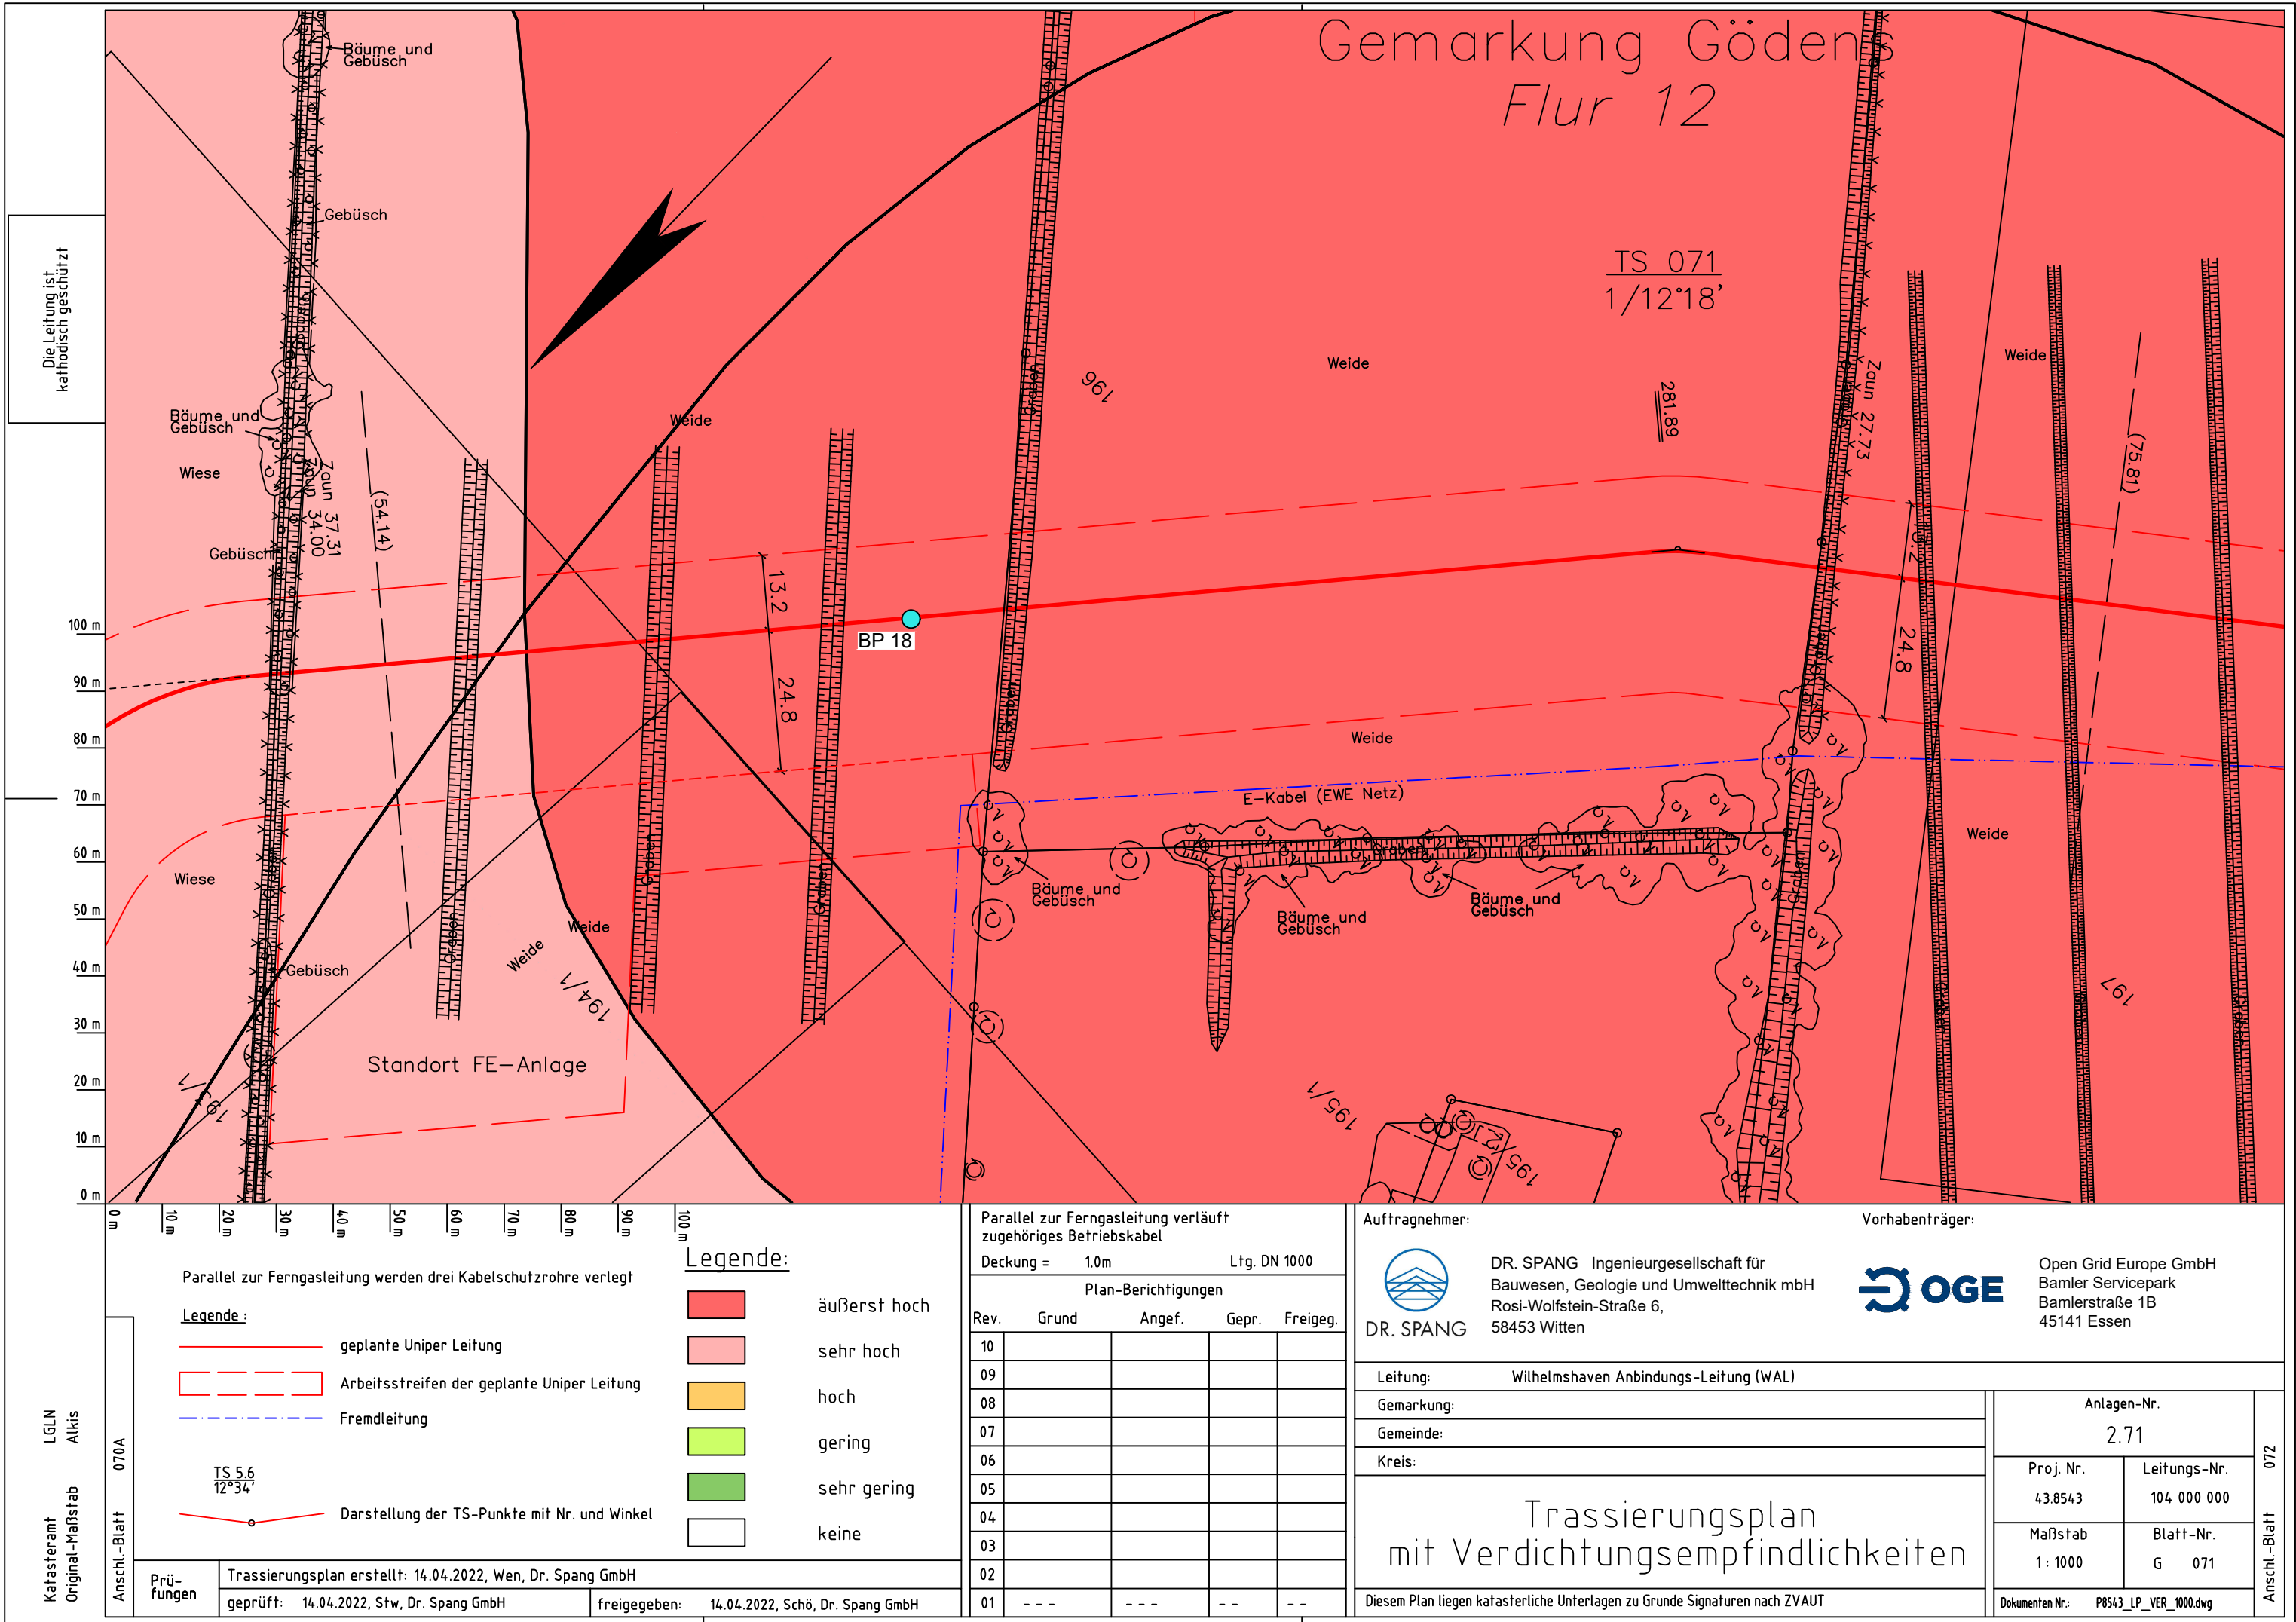 Gemarkung Gödens
Flur 12
TS 071
1/12°18'
Bäume und
Gebüsch
Gebüsch
Die Leitung ist
kathodisch geschützt
Bäume und
Gebüsch
Wiese
Zaun 37.31
Zaun 34.00
(54.14)
Gebüsch
Weide
Graben
196
Weide
281.89
Zaun 27.73
Weide
(75.81)
13.2
24.8
BP 18
13.2
24.8
Graben
Weide
E-Kabel (EWE Netz)
Graben
Bäume und
Gebüsch
Bäume und
Gebüsch
Bäume und
Gebüsch
Weide
Wiese
Graben
Graben
Graben
Weide
Weide
194/1
Gebüsch
Standort FE-Anlage
193/1
195/1
195/2
197
Graben
Graben
100 m
90 m
80 m
70 m
60 m
50 m
40 m
30 m
20 m
10 m
0 m
0 m
10 m
20 m
30 m
40 m
50 m
60 m
70 m
80 m
90 m
100 m
Parallel zur Ferngasleitung werden drei Kabelschutzrohre verlegt
Legende :
geplante Uniper Leitung
Arbeitsstreifen der geplante Uniper Leitung
Fremdleitung
TS 5.6
12°34'
Darstellung der TS-Punkte mit Nr. und Winkel
Legende:
äußerst hoch
sehr hoch
hoch
gering
sehr gering
keine
Katasteramt LGLN
Original-Maßstab Alkis
Anschl.-Blatt 070A
Prü-
fungen
Trassierungsplan erstellt: 14.04.2022, Wen, Dr. Spang GmbH
geprüft: 14.04.2022, Stw, Dr. Spang GmbH
freigegeben: 14.04.2022, Schö, Dr. Spang GmbH
Parallel zur Ferngasleitung verläuft
zugehöriges Betriebskabel
Deckung = 1.0m Ltg. DN 1000
Plan-Berichtigungen
Rev. Grund Angef. Gepr. Freigeg.
10
09
08
07
06
05
04
03
02
01 - - - - - - - - - -
Auftragnehmer:
DR. SPANG
DR. SPANG Ingenieurgesellschaft für
Bauwesen, Geologie und Umwelttechnik mbH
Rosi-Wolfstein-Straße 6,
58453 Witten
Vorhabenträger:
OGE
Open Grid Europe GmbH
Bamler Servicepark
Bamlerstraße 1B
45141 Essen
Leitung: Wilhelmshaven Anbindungs-Leitung (WAL)
Gemarkung:
Gemeinde:
Kreis:
Trassierungsplan
mit Verdichtungsempfindlichkeiten
Diesem Plan liegen katasterliche Unterlagen zu Grunde Signaturen nach ZVAUT
Anlagen-Nr.
2.71
Proj. Nr.
43.8543
Leitungs-Nr.
104 000 000
Maßstab
1 : 1000
Blatt-Nr.
G 071
Dokumenten Nr.: P8543_LP_VER_1000.dwg
Anschl.-Blatt 072